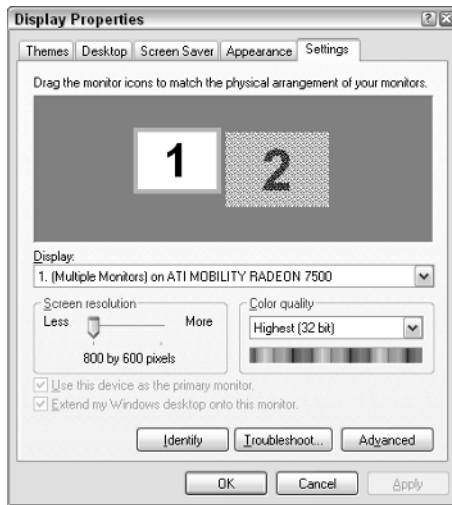 Display Properties
Themes Desktop Screen Saver Appearance Settings
Drag the monitor icons to match the physical arrangement of your monitors.
1 2
Display:
1. (Multiple Monitors) on ATI MOBILITY RADEON 7500
Screen resolution Color quality
Less More Highest (32 bit)
800 by 600 pixels
Use this device as the primary monitor.
Extend my Windows desktop onto this monitor.
Identify Troubleshoot... Advanced
OK Cancel Apply